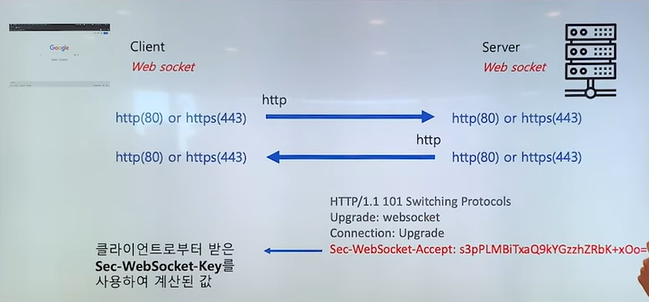 Google
Client
Server
Web socket
Web socket
http
http(80) or https(443)
http(80) or https(443)
http
http(80) or https(443)
http(80) or https(443)
HTTP/1.1 101 Switching Protocols
Upgrade: websocket
Connection: Upgrade
Sec-WebSocket-Accept: s3pPLMBiTxaQ9kYGzzhZRbK+xOo=
클라이언트로부터 받은
Sec-WebSocket-Key를
사용하여 계산된 값